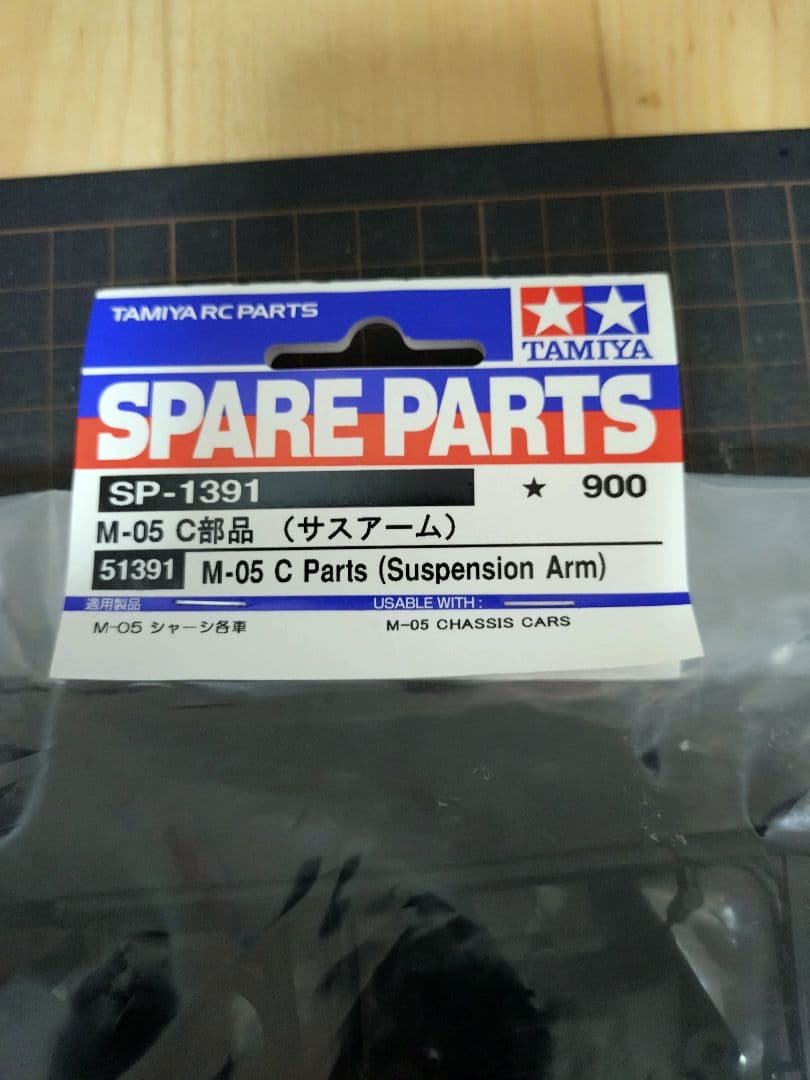 TAMIYA RC PARTS
TAMIYA
SPARE PARTS
SP-1391 ★ 900
M-05 C部品 (サスアーム)
51391 M-05 C Parts (Suspension Arm)
適用製品 USABLE WITH :
M-05 シャーシ各車 M-05 CHASSIS CARS